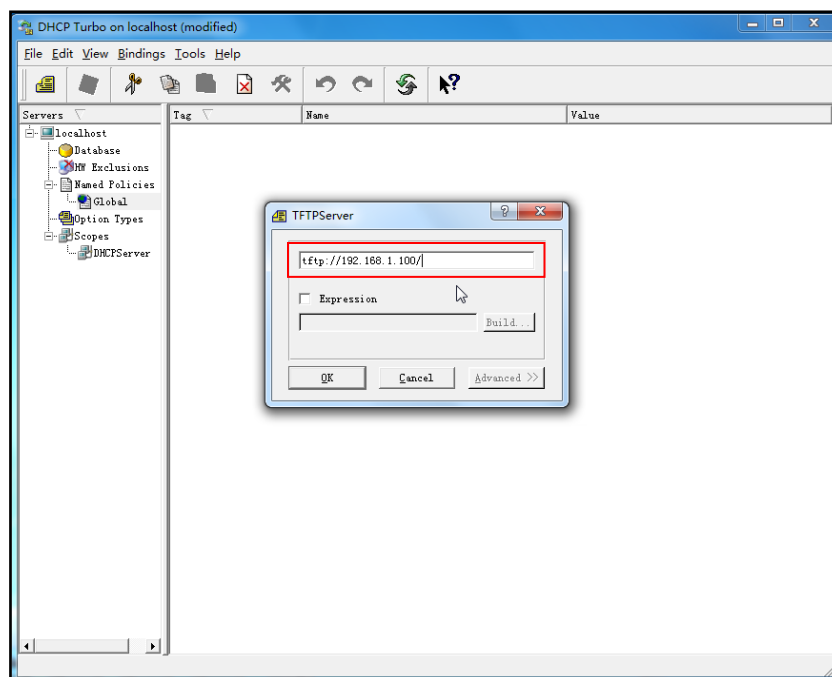 DHCP Turbo on localhost (modified)
File Edit View Bindings Tools Help
Servers Tag Name Value
localhost
Database
HW Exclusions
Named Policies
Global
Option Types
Scopes
DHCPServer
TFTPServer
tftp://192.168.1.100/
Expression
Build...
OK Cancel Advanced >>